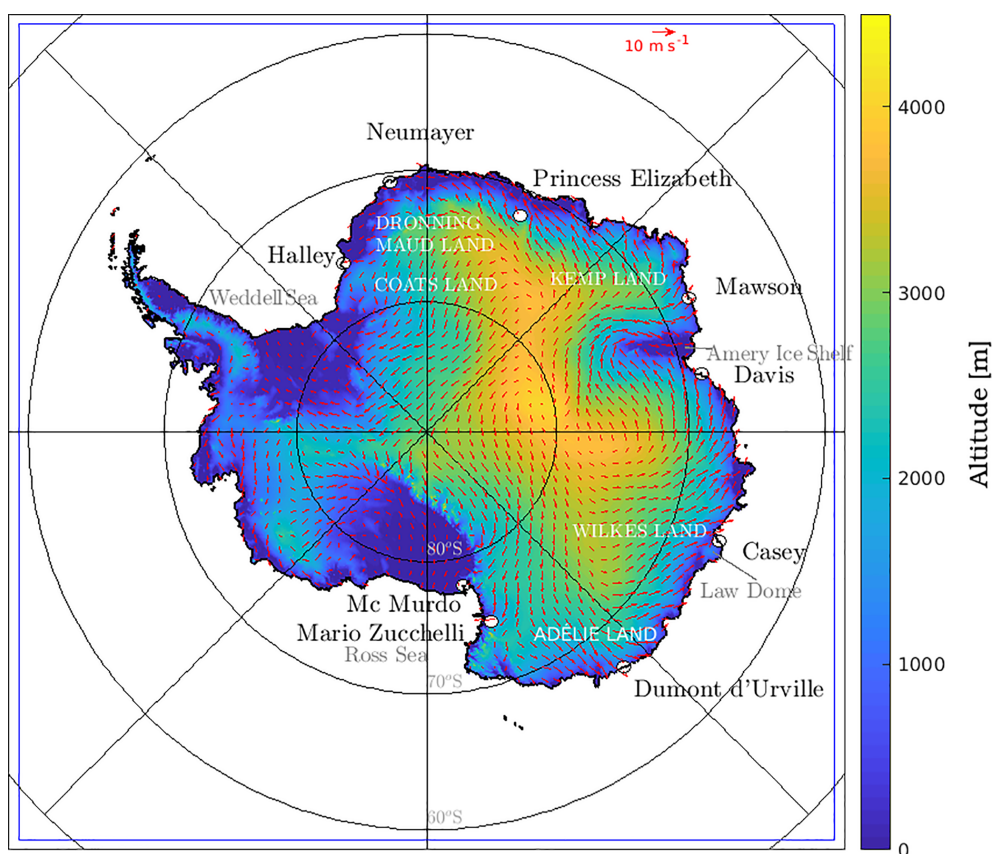 10 m s-1
4000
Neumayer
Princess Elizabeth
DRONNING
MAUD LAND
Halley
COATS LAND
KEMP LAND
Weddell Sea
Mawson
3000
Amery Ice Shelf
Davis
Altitude [m]
2000
WILKES LAND
80°S
Casey
Law Dome
Mc Murdo
Mario Zucchelli
ADÉLIE LAND
Ross Sea
1000
70°S
Dumont d'Urville
60°S
0